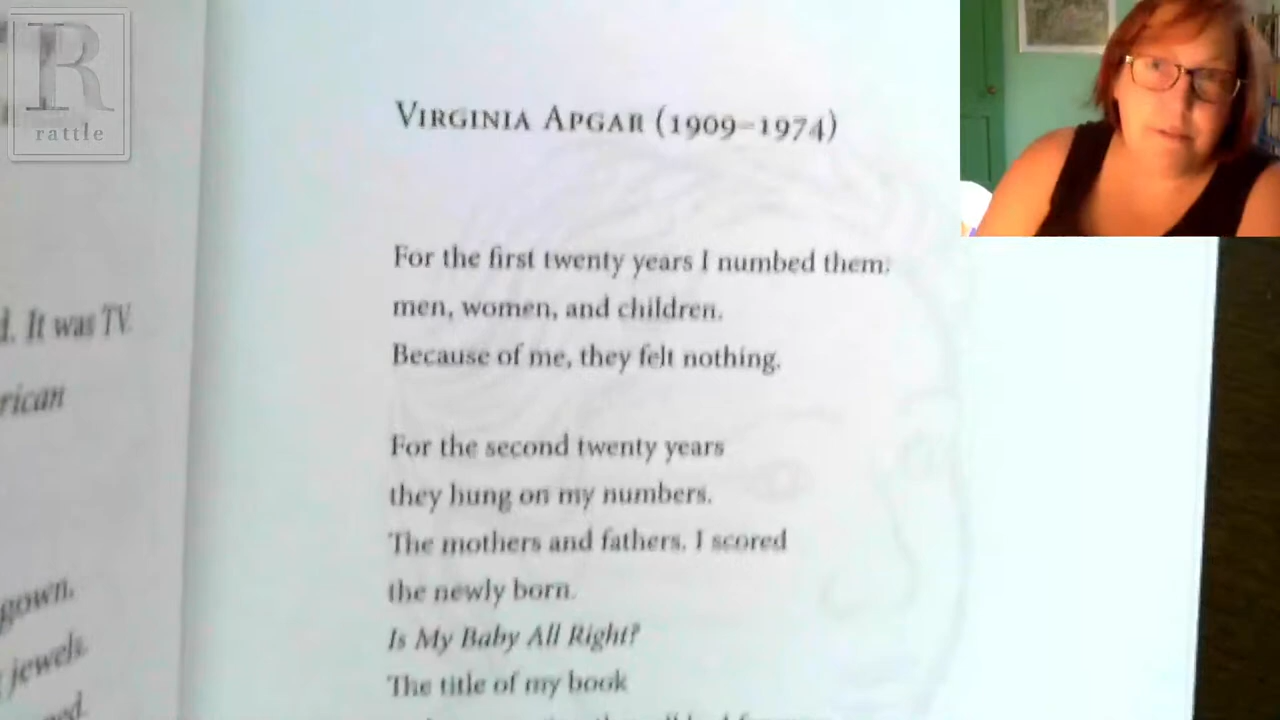 R
rattle
d. It was TV.
rican
gown.
jewels.
VIRGINIA APGAR (1909–1974)
For the first twenty years I numbed them:
men, women, and children.
Because of me, they felt nothing.
For the second twenty years
they hung on my numbers.
The mothers and fathers. I scored
the newly born.
Is My Baby All Right?
The title of my book